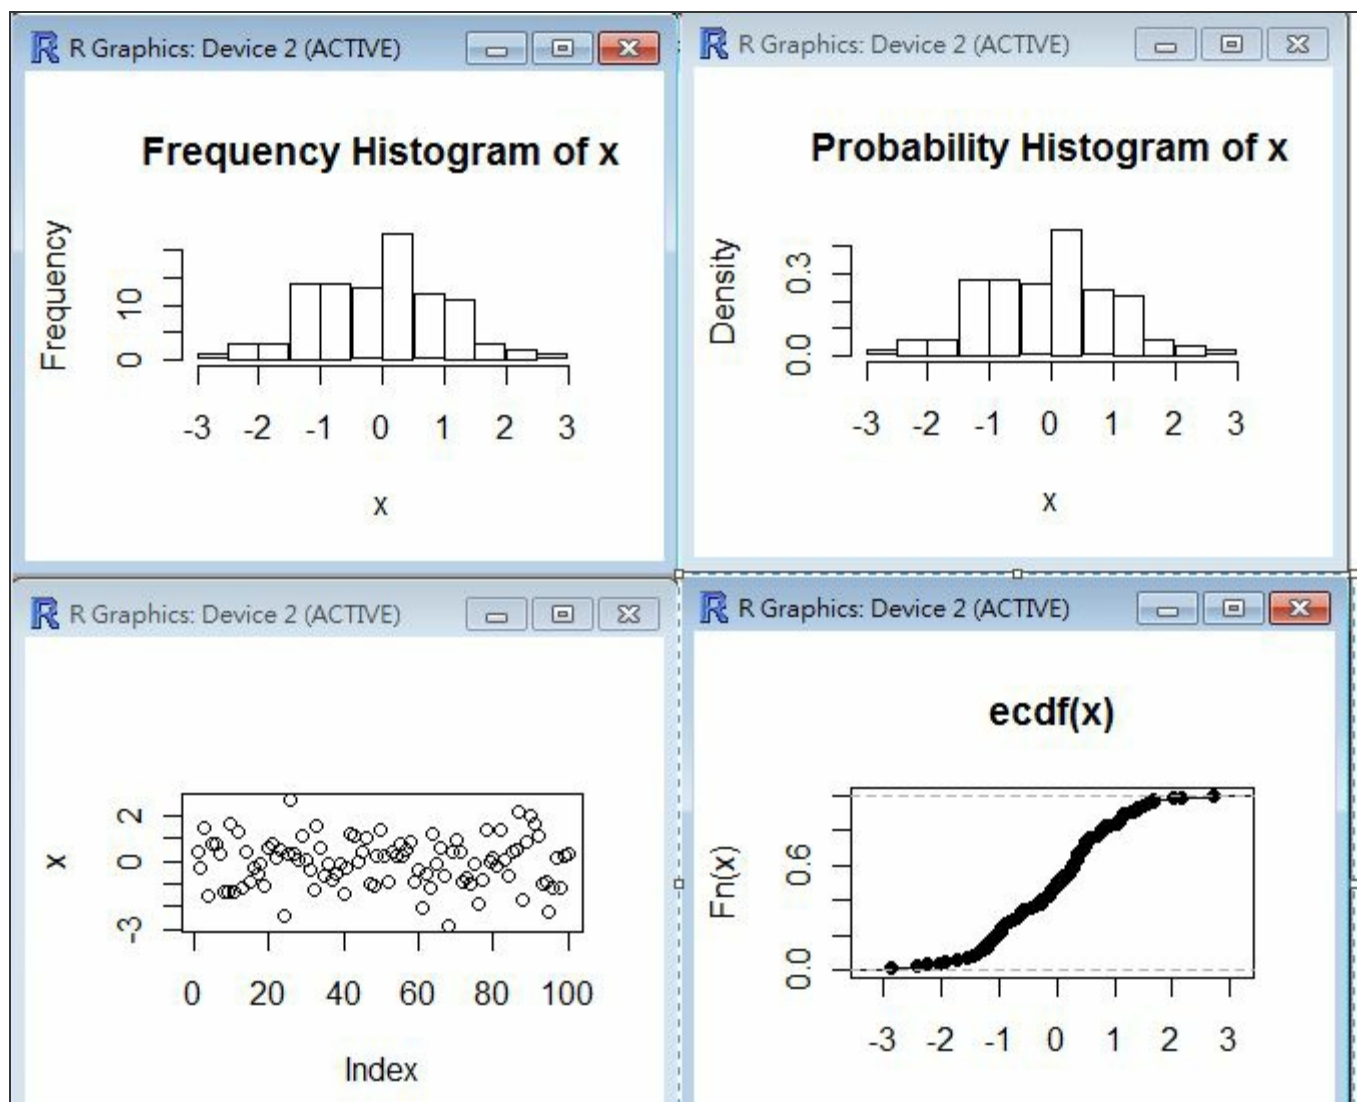 R Graphics: Device 2 (ACTIVE)
Frequency Histogram of x
Frequency
0 10
-3 -2 -1 0 1 2 3
x
R Graphics: Device 2 (ACTIVE)
Probability Histogram of x
Density
0.0 0.3
-3 -2 -1 0 1 2 3
x
R Graphics: Device 2 (ACTIVE)
x
-3 0 2
0 20 40 60 80 100
Index
R Graphics: Device 2 (ACTIVE)
ecdf(x)
Fn(x)
0.0 0.6
-3 -2 -1 0 1 2 3